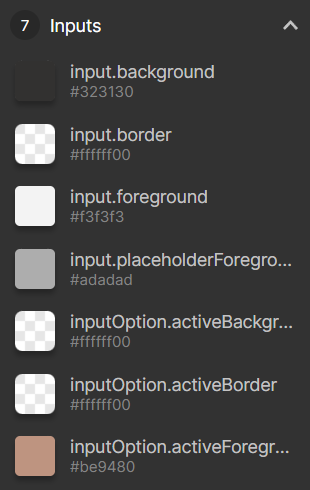 7 Inputs
input.background
#323130
input.border
#ffffff00
input.foreground
#f3f3f3
input.placeholderForegro...
#adadad
inputOption.activeBackgr...
#ffffff00
inputOption.activeBorder
#ffffff00
inputOption.activeForegr...
#be9480